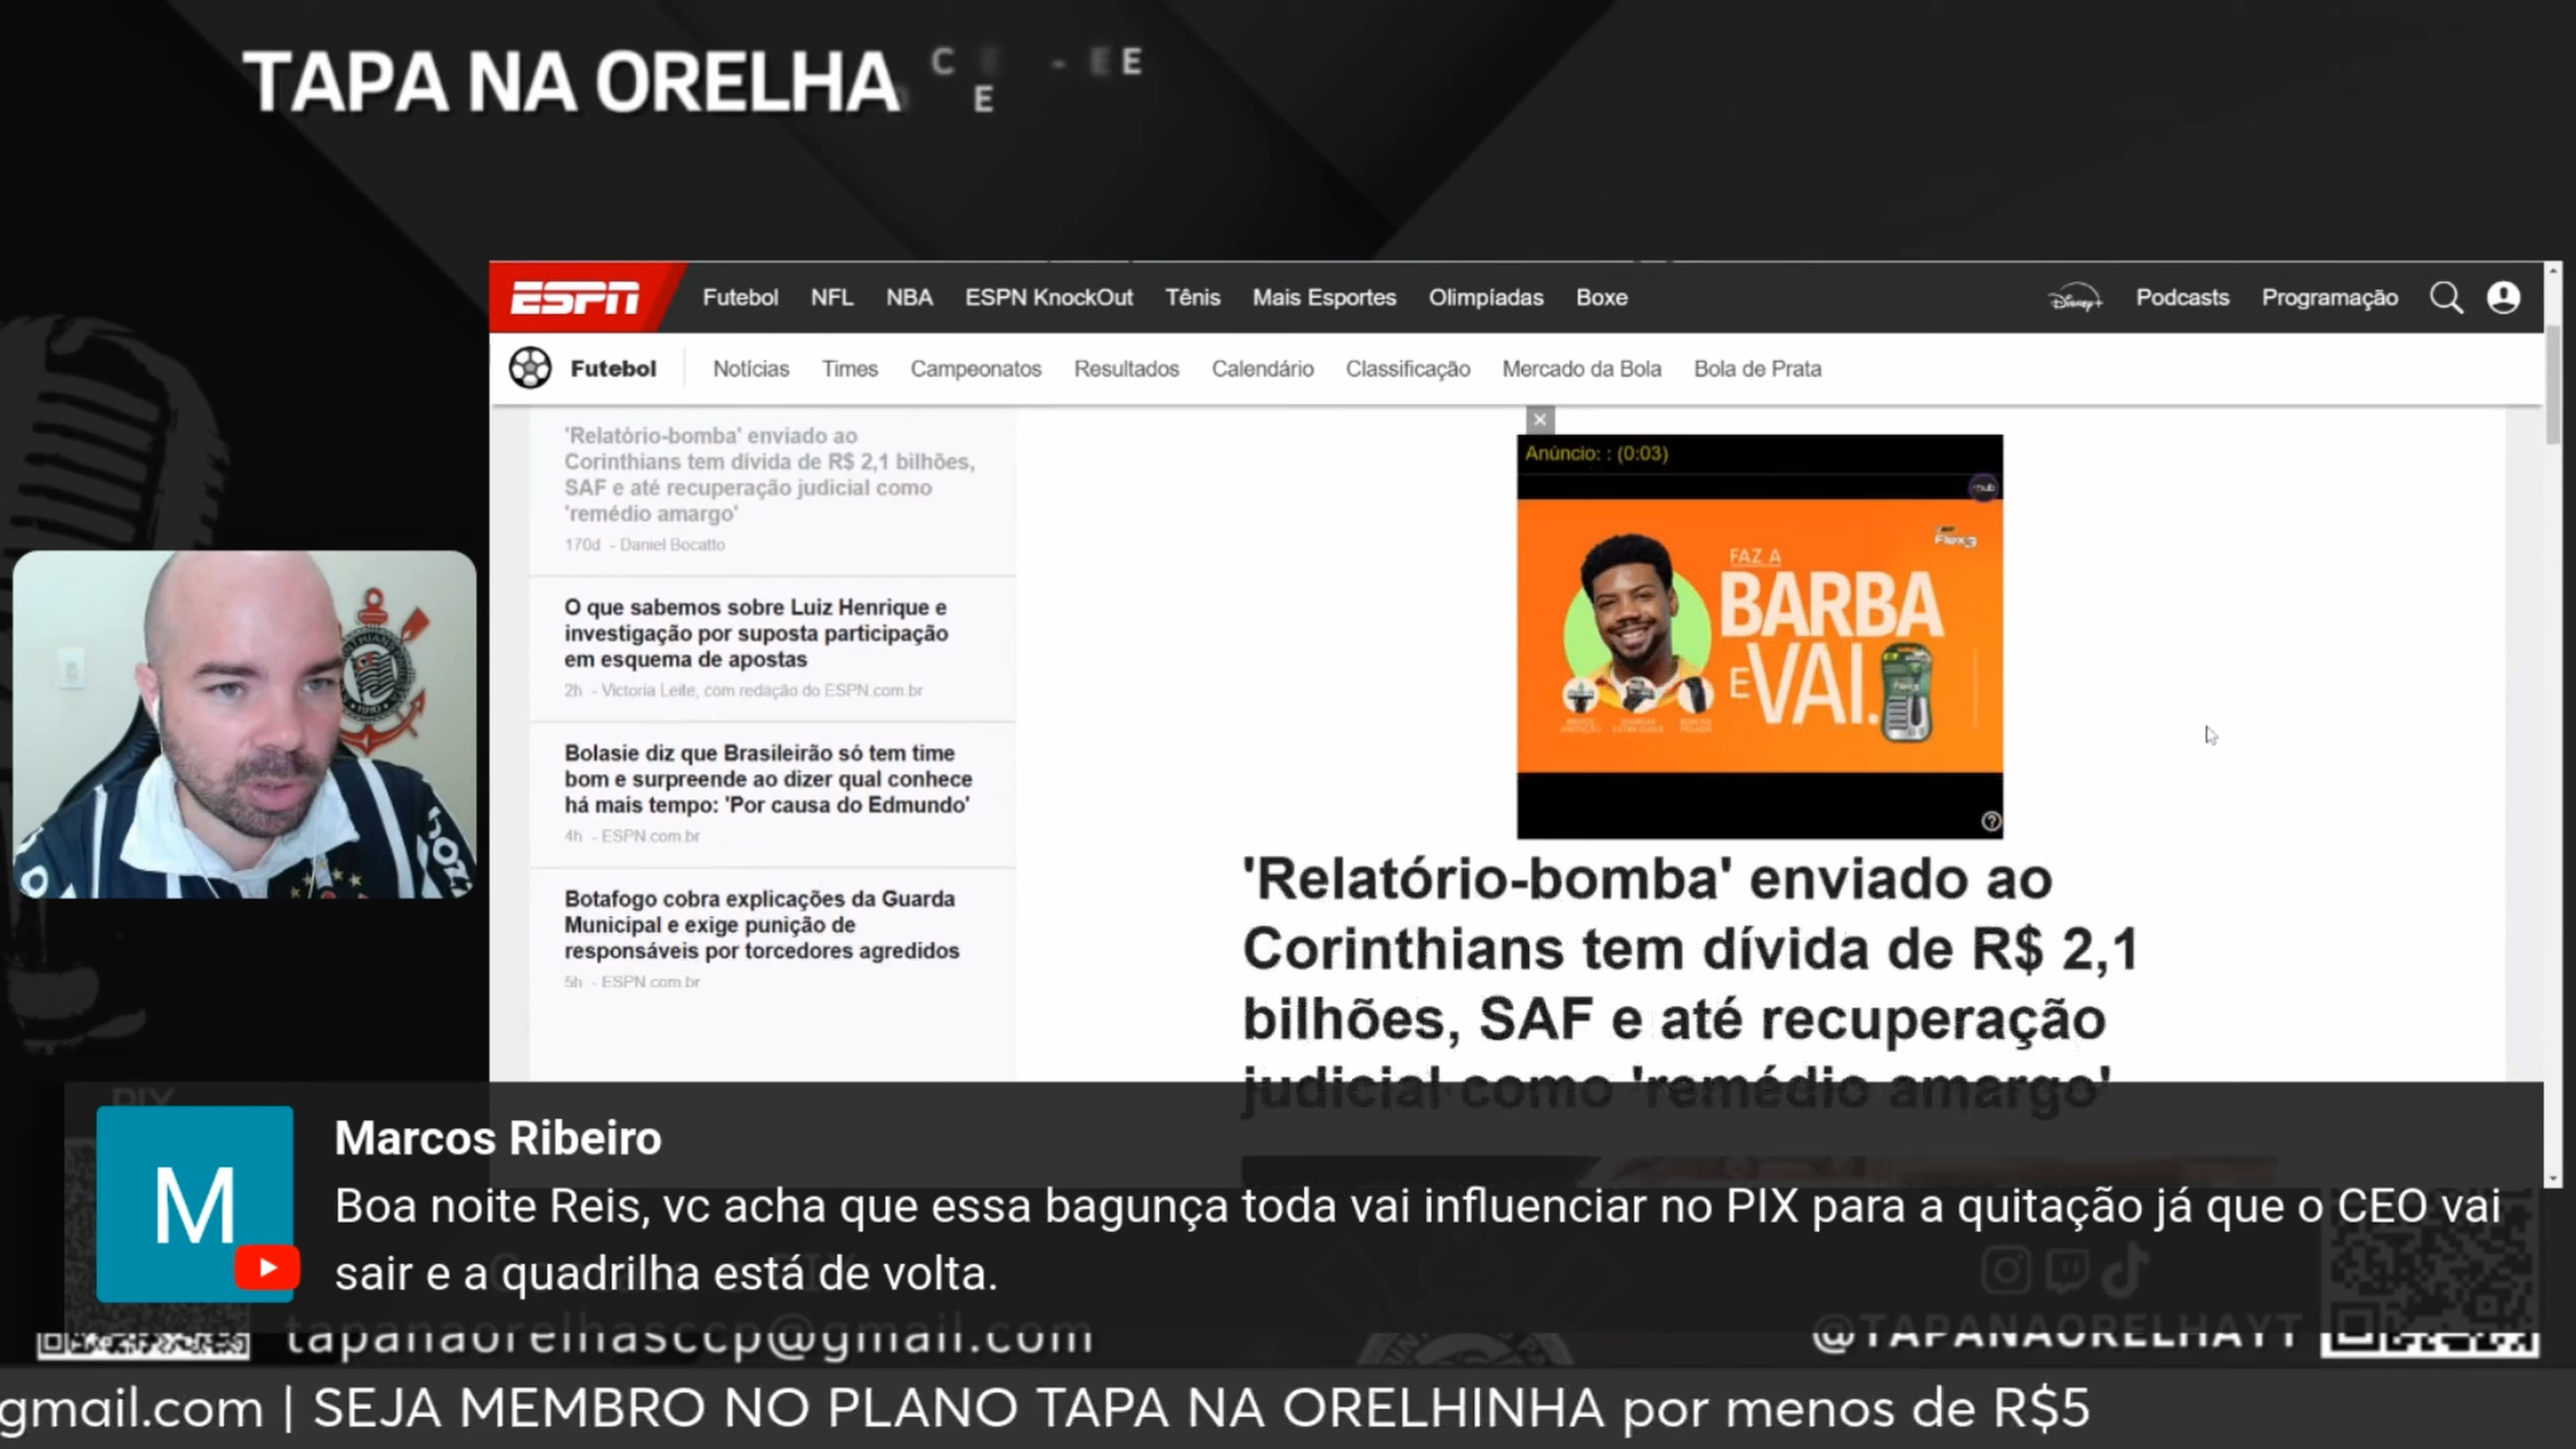 TAPA NA ORELHA
ESPN Futebol NFL NBA ESPN KnockOut Tênis Mais Esportes Olimpíadas Boxe Disney+ Podcasts Programação
Futebol Notícias Times Campeonatos Resultados Calendário Classificação Mercado da Bola Bola de Prata
'Relatório-bomba' enviado ao
Corinthians tem dívida de R$ 2,1 bilhões,
SAF e até recuperação judicial como
'remédio amargo'
170d - Daniel Bocatto
O que sabemos sobre Luiz Henrique e
investigação por suposta participação
em esquema de apostas
2h - Victoria Leite, com redação do ESPN.com.br
Bolasie diz que Brasileirão só tem time
bom e surpreende ao dizer qual conhece
há mais tempo: 'Por causa do Edmundo'
4h - ESPN.com.br
Botafogo cobra explicações da Guarda
Municipal e exige punição de
responsáveis por torcedores agredidos
5h - ESPN.com.br
Anúncio: : (0:03)
Flex3
FAZ A
BARBA
E VAI.
'Relatório-bomba' enviado ao
Corinthians tem dívida de R$ 2,1
bilhões, SAF e até recuperação
judicial como 'remédio amargo'
PIX
M
Marcos Ribeiro
Boa noite Reis, vc acha que essa bagunça toda vai influenciar no PIX para a quitação já que o CEO vai
sair e a quadrilha está de volta.
tapanaorelhasccp@gmail.com
@TAPANAORELHAYT
gmail.com | SEJA MEMBRO NO PLANO TAPA NA ORELHINHA por menos de R$5